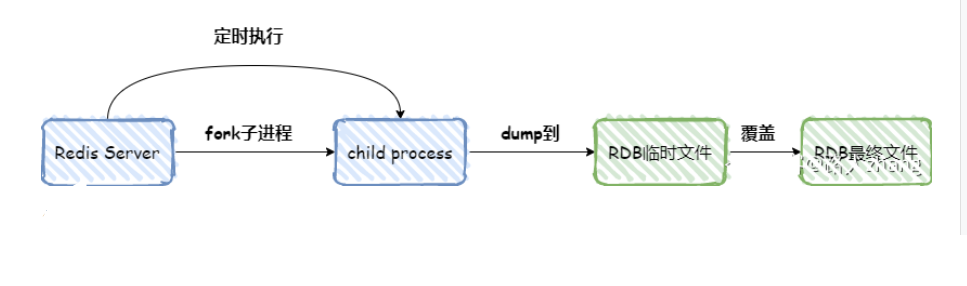 定时执行
Redis Server
fork子进程
child process
dump到
RDB临时文件
覆盖
RDB最终文件